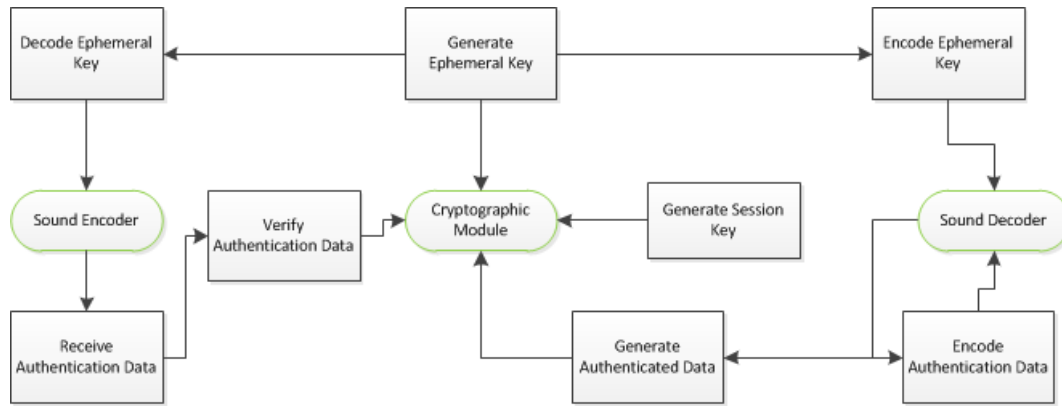 Decode Ephemeral
Key
Generate
Ephemeral Key
Encode Ephemeral
Key
Sound Encoder
Verify
Authentication Data
Cryptographic
Module
Generate Session
Key
Sound Decoder
Receive
Authentication Data
Generate
Authenticated Data
Encode
Authentication Data